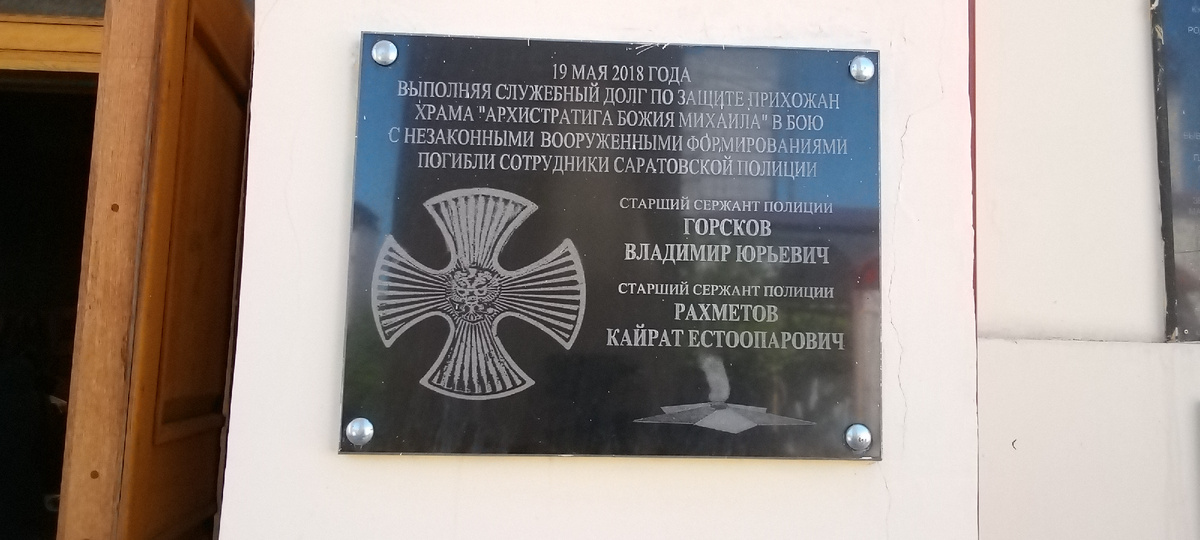 19 МАЯ 2018 ГОДА
ВЫПОЛНЯЯ СЛУЖЕБНЫЙ ДОЛГ ПО ЗАЩИТЕ ПРИХОЖАН
ХРАМА "АРХИСТРАТИГА БОЖИЯ МИХАИЛА" В БОЮ
С НЕЗАКОННЫМИ ВООРУЖЕННЫМИ ФОРМИРОВАНИЯМИ
ПОГИБЛИ СОТРУДНИКИ САРАТОВСКОЙ ПОЛИЦИИ
СТАРШИЙ СЕРЖАНТ ПОЛИЦИИ
ГОРСКОВ
ВЛАДИМИР ЮРЬЕВИЧ
СТАРШИЙ СЕРЖАНТ ПОЛИЦИИ
РАХМЕТОВ
КАЙРАТ ЕСТООПАРОВИЧ